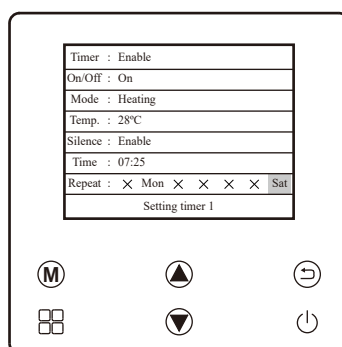 Timer : Enable
On/Off : On
Mode : Heating
Temp. : 28ºC
Silence : Enable
Time : 07:25
Repeat : × Mon × × × × Sat
Setting timer 1
M